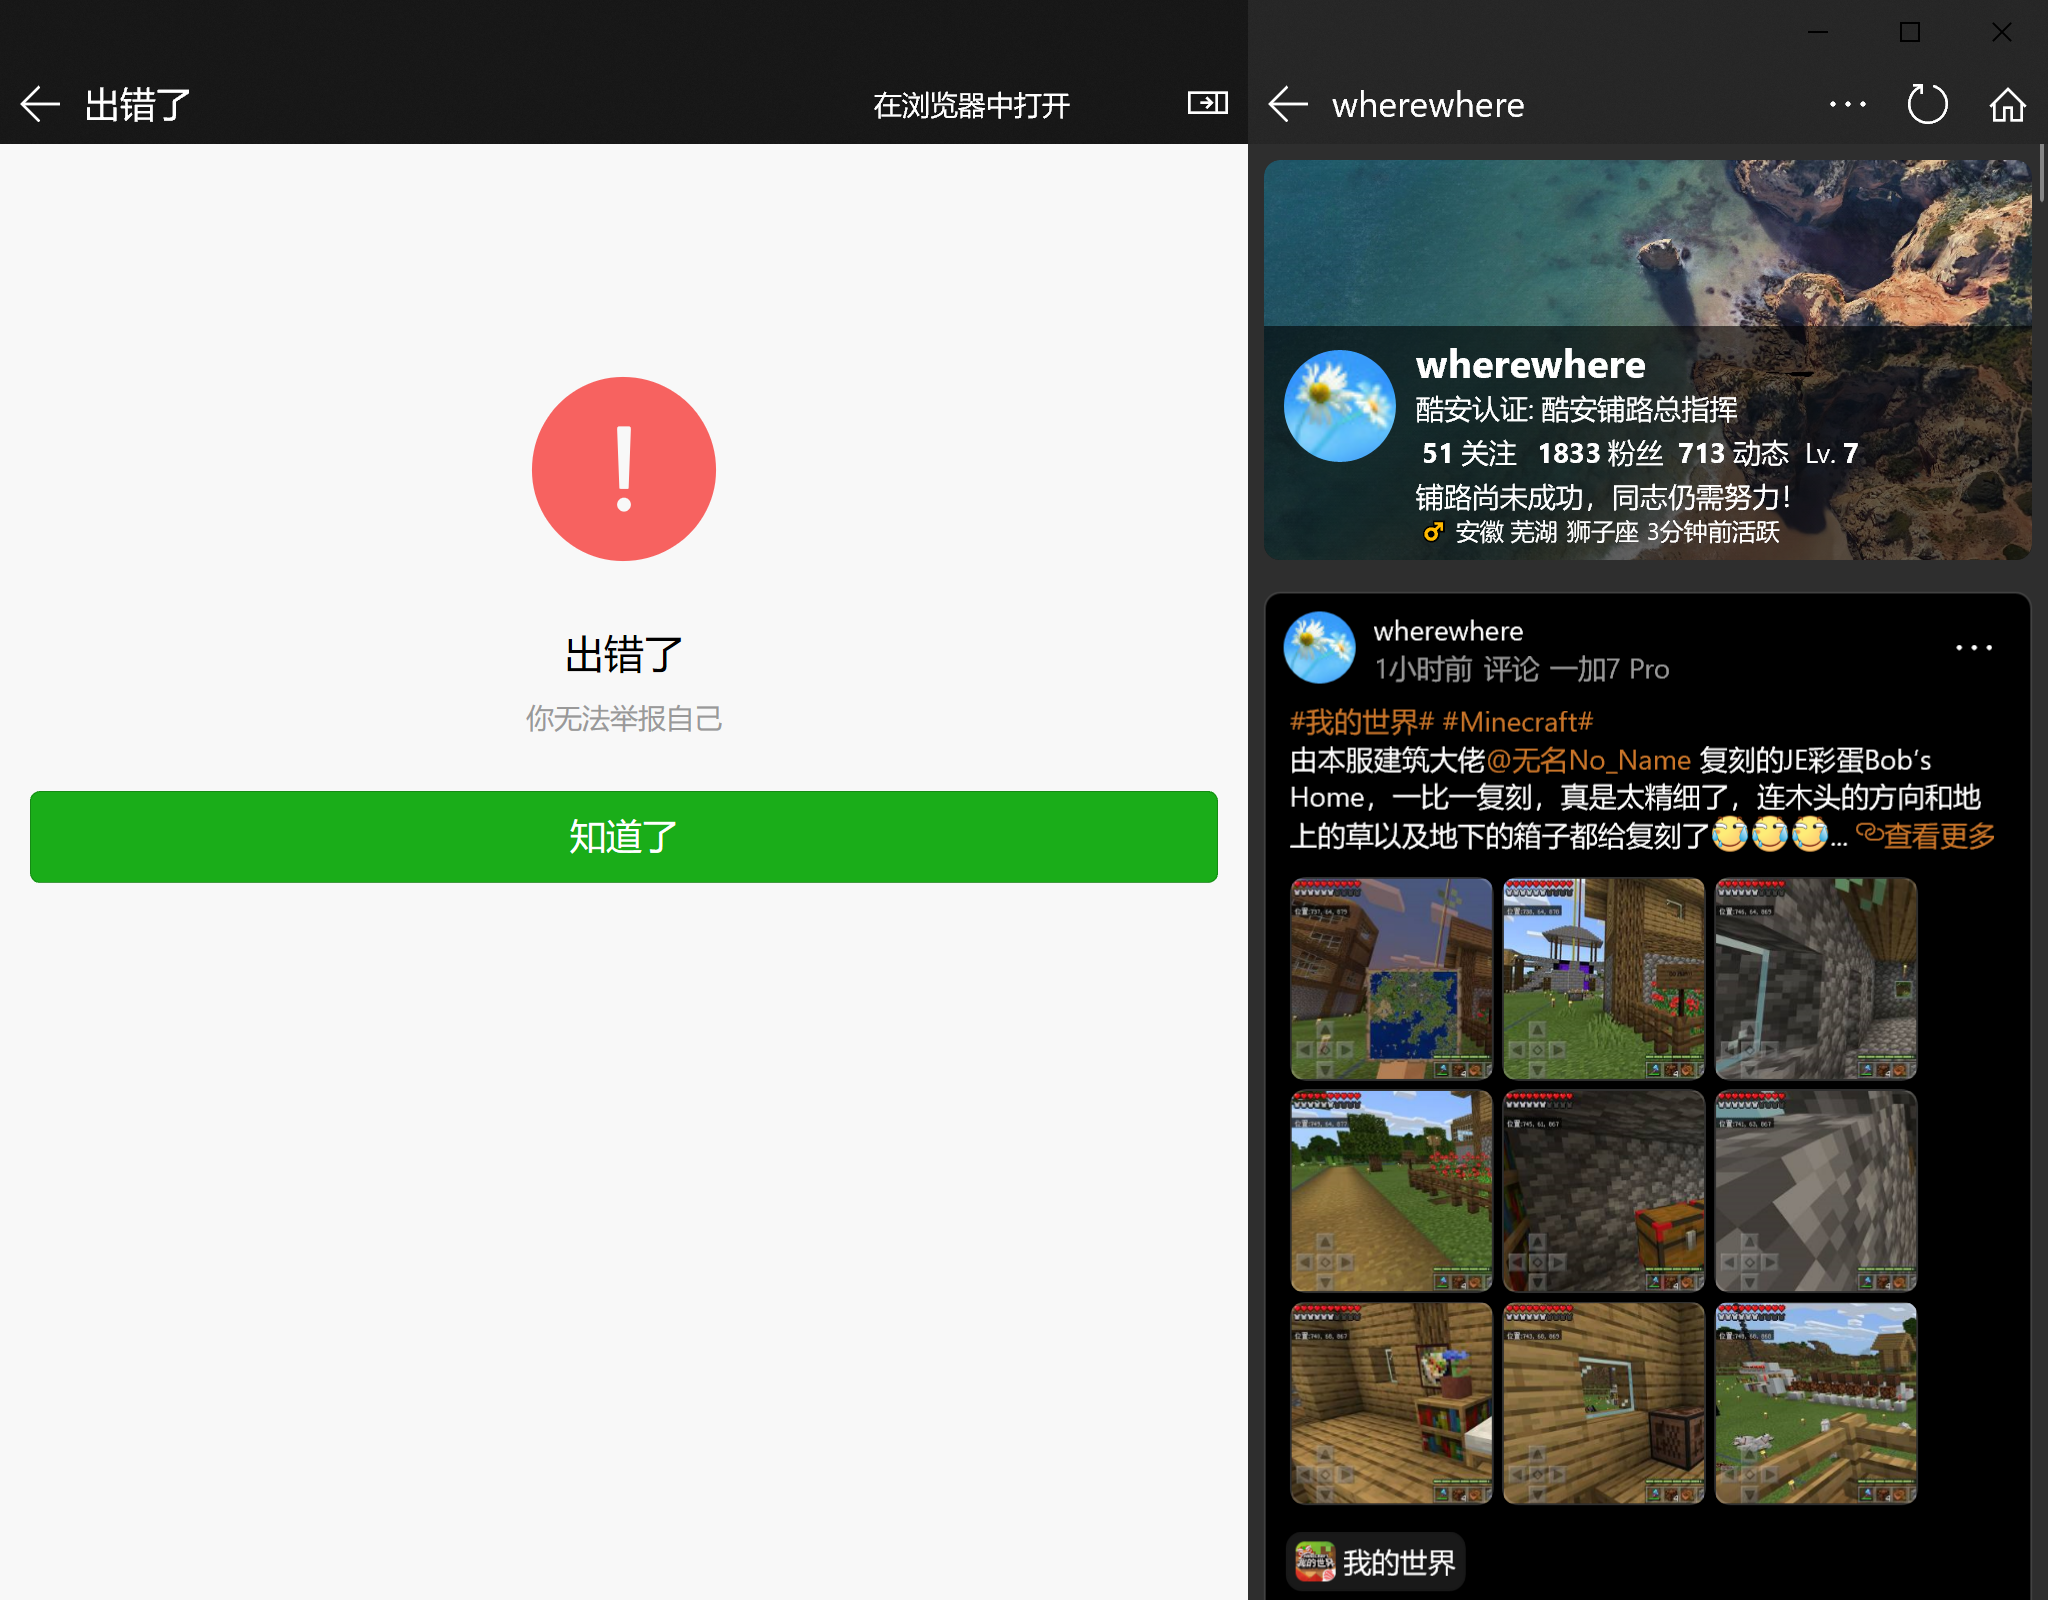 出错了
在浏览器中打开
出错了
你无法举报自己
知道了
wherewhere
wherewhere
酷安认证: 酷安铺路总指挥
51 关注 1833 粉丝 713 动态 Lv. 7
铺路尚未成功，同志仍需努力！
安徽 芜湖 狮子座 3分钟前活跃
wherewhere
1小时前 评论 一加7 Pro
#我的世界# #Minecraft#
由本服建筑大佬@无名No_Name 复刻的JE彩蛋Bob's
Home，一比一复刻，真是太精细了，连木头的方向和地
上的草以及地下的箱子都给复刻了... 查看更多
我的世界